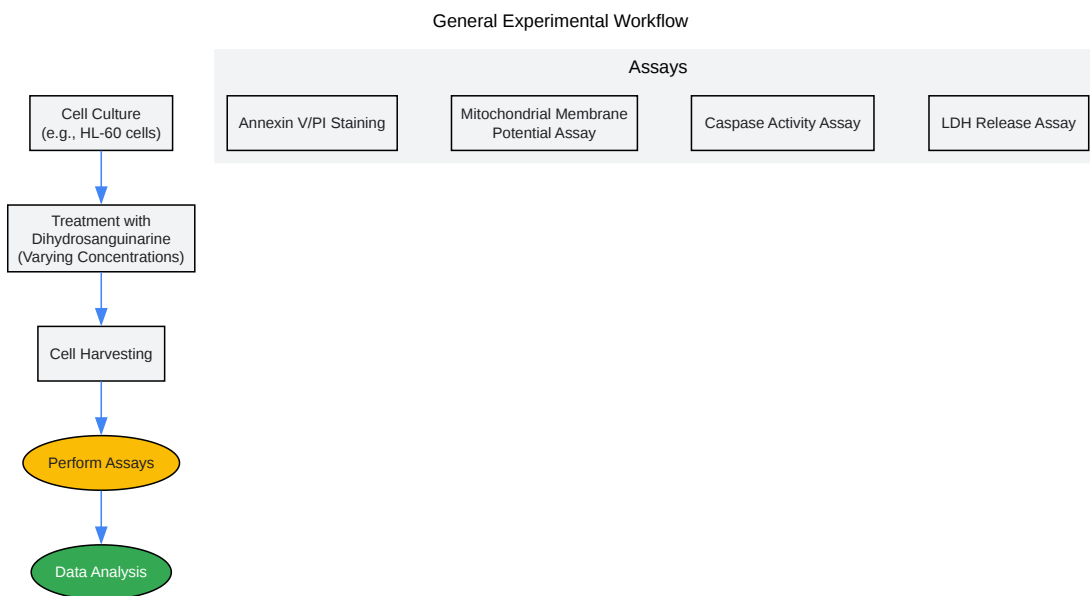 General Experimental Workflow
Assays
Cell Culture
(e.g., HL-60 cells)
Annexin V/PI Staining
Mitochondrial Membrane
Potential Assay
Caspase Activity Assay
LDH Release Assay
Treatment with
Dihydrosanguinarine
(Varying Concentrations)
Cell Harvesting
Perform Assays
Data Analysis